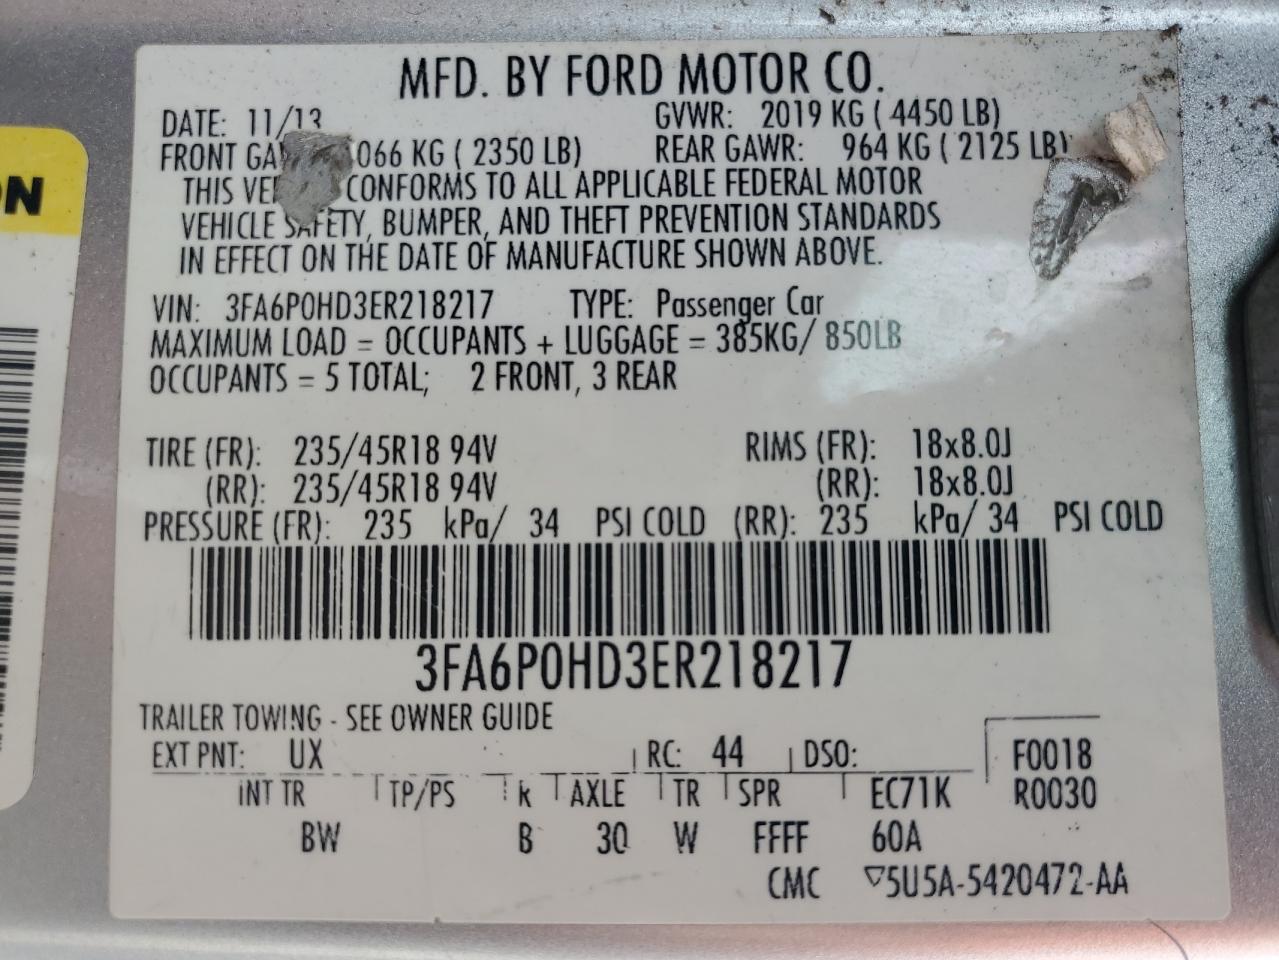 MFD. BY FORD MOTOR CO.
DATE: 11/13 GVWR: 2019 KG ( 4450 LB)
FRONT 066 KG ( 2350 LB) REAR GAWR: 964 KG ( 2125 LB)
THIS CONFORMS TO ALL APPLICABLE FEDERAL MOTOR
VEHICLE SAFETY, BUMPER, AND THEFT PREVENTION STANDARDS
IN EFFECT ON THE DATE OF MANUFACTURE SHOWN ABOVE.
VIN: 3FA6P0HD3ER218217 TYPE: Passenger Car
MAXIMUM LOAD = OCCUPANTS + LUGGAGE = 385KG/ 850LB
OCCUPANTS = 5 TOTAL; 2 FRONT, 3 REAR
TIRE (FR): 235/45R18 94V RIMS (FR): 18x8.0J
(RR): 235/45R18 94V (RR): 18x8.0J
PRESSURE (FR): 235 kPa/ 34 PSI COLD (RR): 235 kPa/ 34 PSI COLD
3FA6P0HD3ER218217
TRAILER TOWING - SEE OWNER GUIDE
EXT PNT: UX RC: 44 DSO: F0018
INT TR TP/PS R AXLE TR SPR EC71K R0030
BW B 30 W FFFF 60A
CMC ▽5U5A-5420472-AA
ON